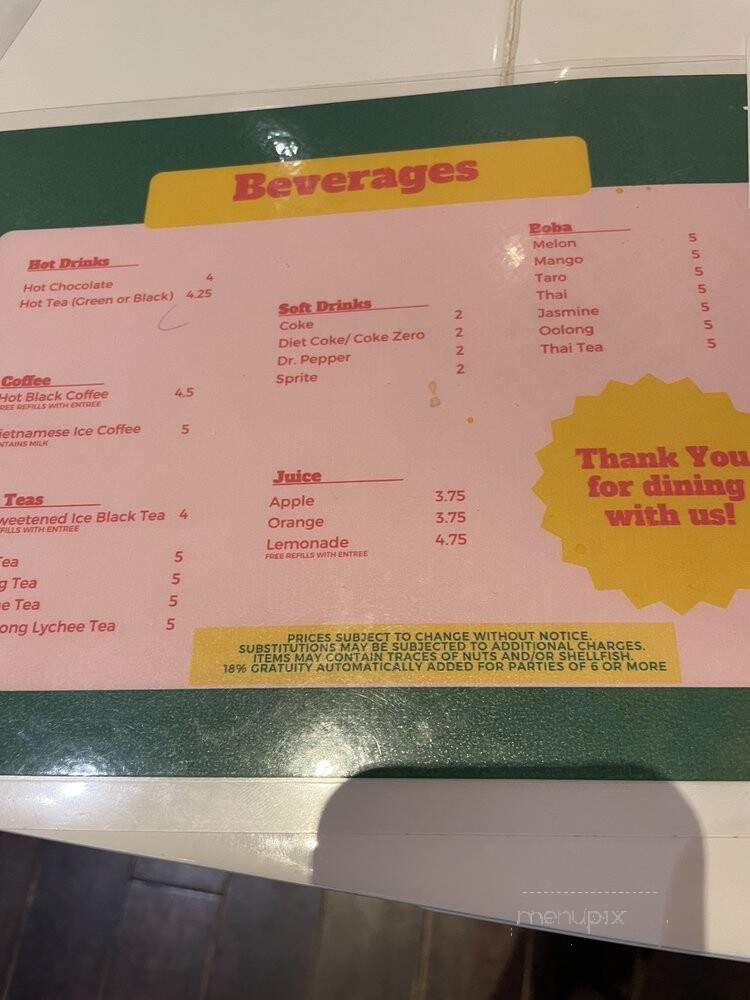 Beverages
Hot Drinks
Hot Chocolate 4
Hot Tea (Green or Black) 4.25
Coffee
Hot Black Coffee 4.5
REE REFILLS WITH ENTREE
ietnamese Ice Coffee 5
NTAINS MILK
Teas
weetened Ice Black Tea 4
FILLS WITH ENTREE
Tea 5
g Tea 5
e Tea 5
ong Lychee Tea 5
Soft Drinks
Coke 2
Diet Coke/ Coke Zero 2
Dr. Pepper 2
Sprite 2
Juice
Apple 3.75
Orange 3.75
Lemonade 4.75
FREE REFILLS WITH ENTREE
Boba
Melon 5
Mango 5
Taro 5
Thai 5
Jasmine 5
Oolong 5
Thai Tea 5
Thank You
for dining
with us!
PRICES SUBJECT TO CHANGE WITHOUT NOTICE.
SUBSTITUTIONS MAY BE SUBJECTED TO ADDITIONAL CHARGES.
ITEMS MAY CONTAIN TRACES OF NUTS AND/OR SHELLFISH.
18% GRATUITY AUTOMATICALLY ADDED FOR PARTIES OF 6 OR MORE
menupix